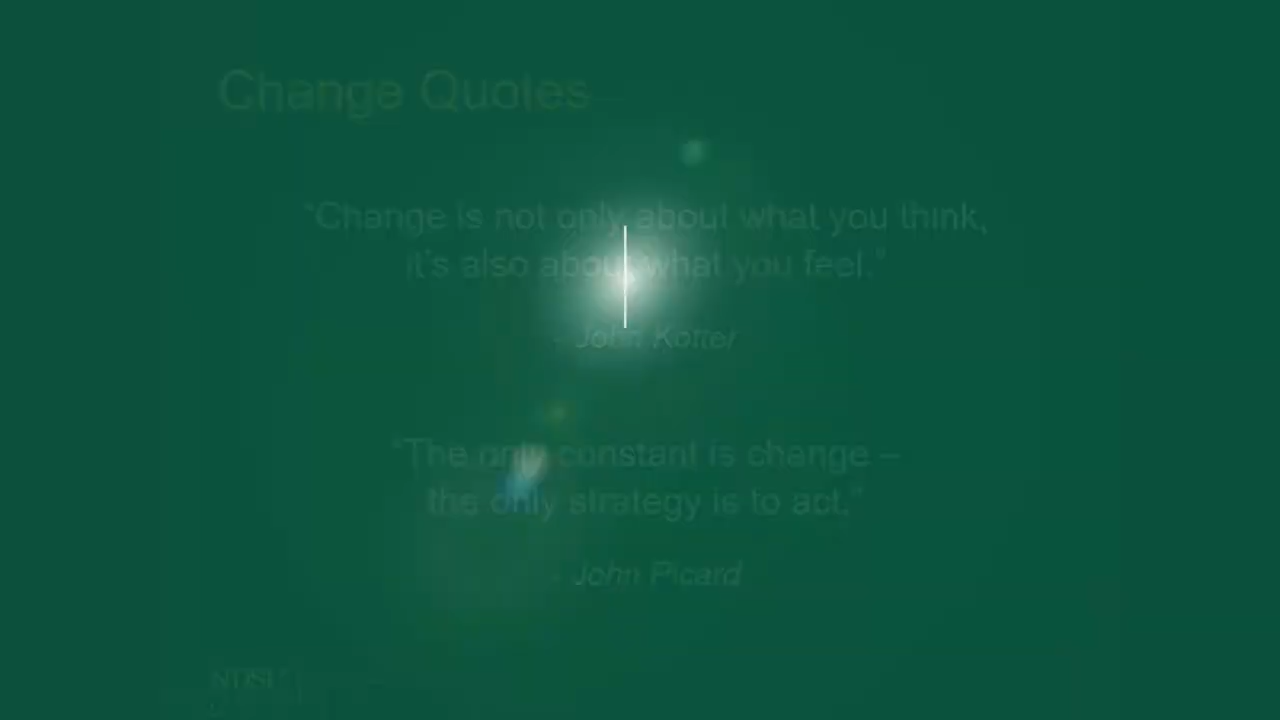 Change Quotes
"Change is not only about what you think,
it's also about what you feel."
- John Kotter
"The only constant is change –
the only strategy is to act."
- John Picard